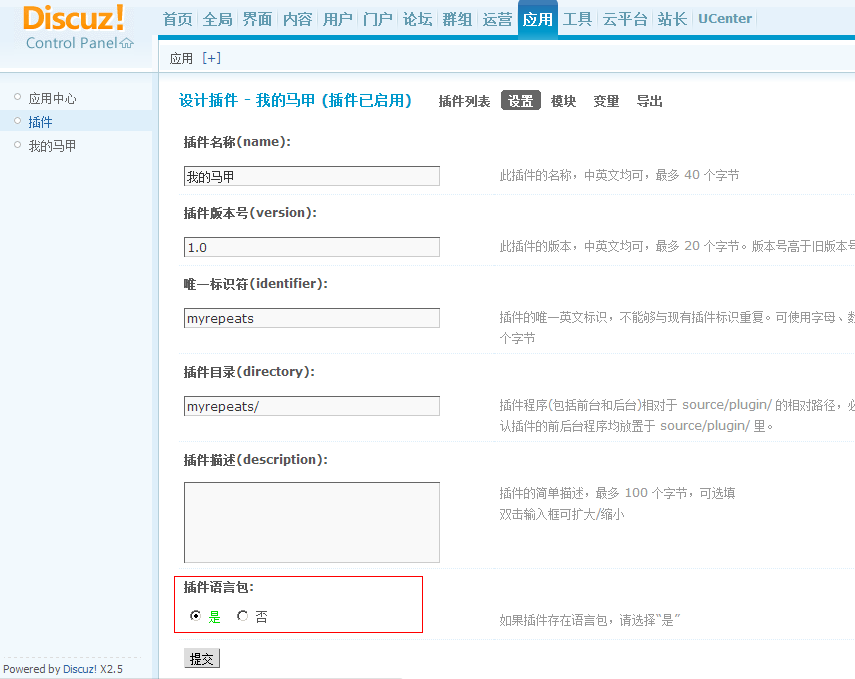 Discuz!
Control Panel
首页 全局 界面 内容 用户 门户 论坛 群组 运营 应用 工具 云平台 站长 UCenter
应用 [+]
应用中心
插件
我的马甲
设计插件 - 我的马甲 (插件已启用) 插件列表 设置 模块 变量 导出
插件名称(name):
我的马甲 此插件的名称，中英文均可，最多 40 个字节
插件版本号(version):
1.0 此插件的版本，中英文均可，最多 20 个字节。版本号高于旧版本号
唯一标识符(identifier):
myrepeats 插件的唯一英文标识，不能够与现有插件标识重复。可使用字母、数
个字节
插件目录(directory):
myrepeats/ 插件程序(包括前台和后台)相对于 source/plugin/ 的相对路径，必
认插件的前后台程序均放置于 source/plugin/ 里。
插件描述(description):
插件的简单描述，最多 100 个字节，可选填
双击输入框可扩大/缩小
插件语言包:
是 否 如果插件存在语言包，请选择“是”
提交
Powered by Discuz! X2.5